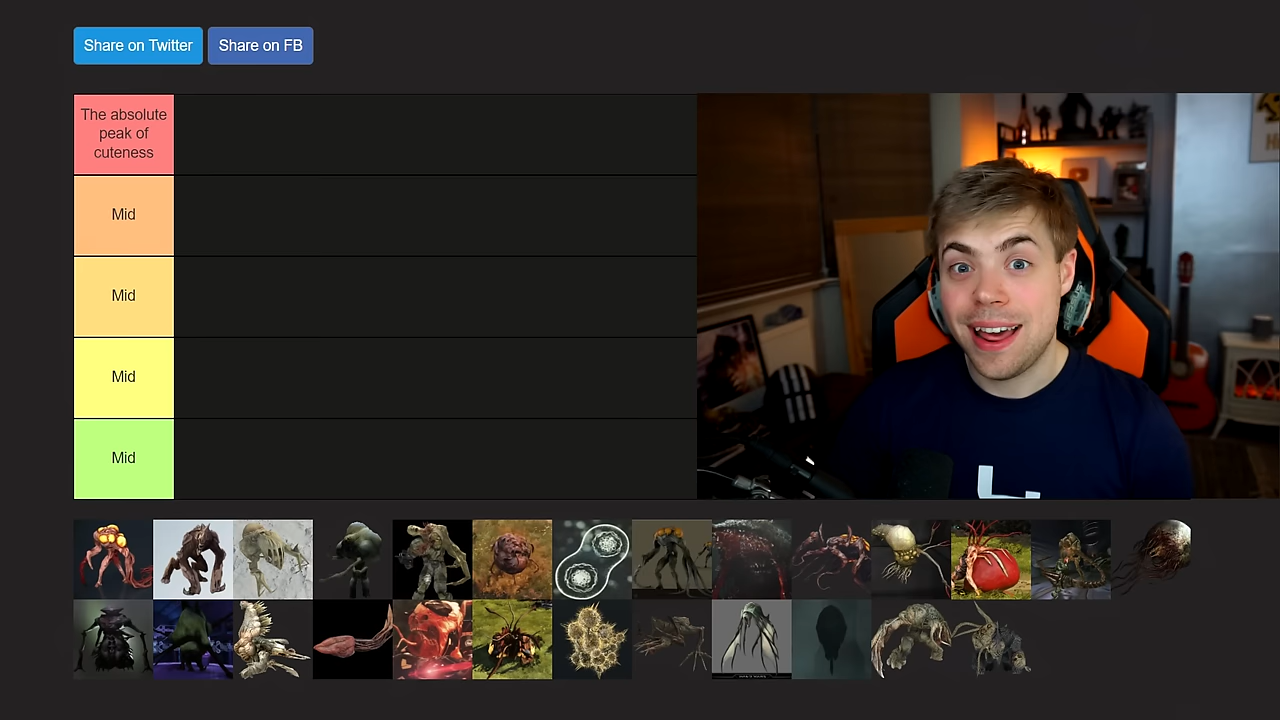 Share on Twitter Share on FB
The absolute
peak of
cuteness
Mid
Mid
Mid
Mid